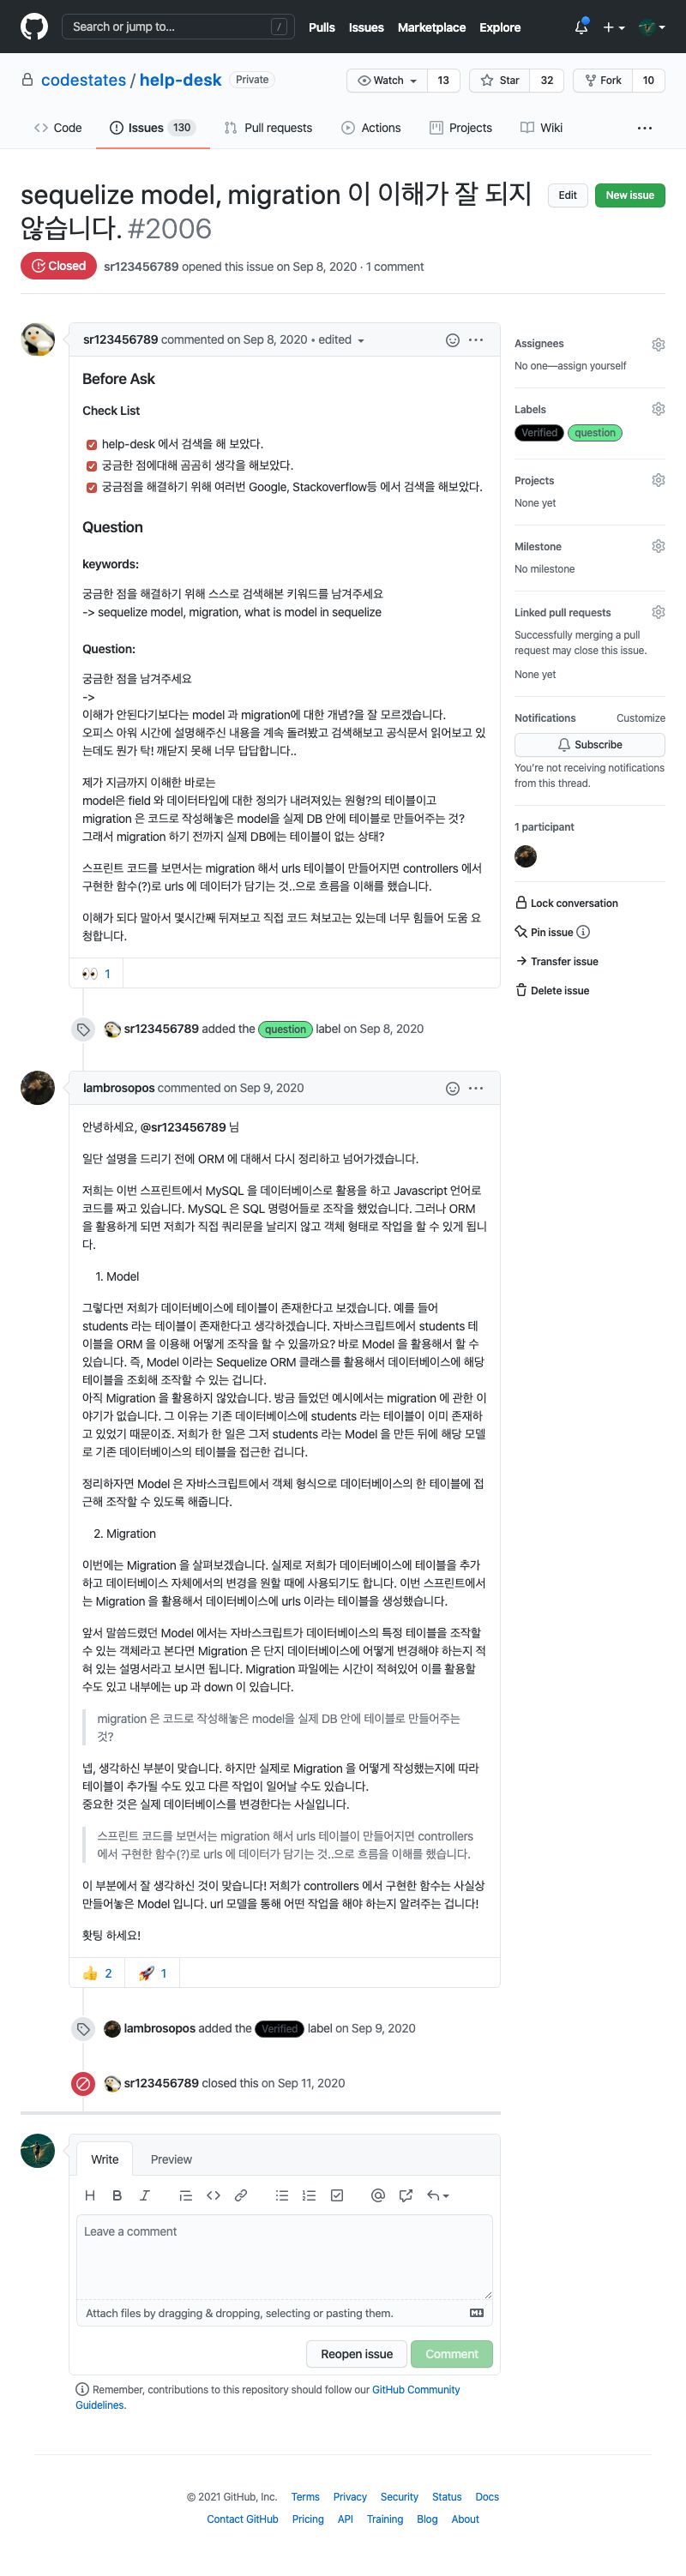 Search or jump to... /
Pulls Issues Marketplace Explore
codestates / help-desk Private
Watch 13 Star 32 Fork 10
Code Issues 130 Pull requests Actions Projects Wiki
sequelize model, migration 이 이해가 잘 되지
않습니다. #2006
Edit New issue
Closed sr123456789 opened this issue on Sep 8, 2020 · 1 comment
sr123456789 commented on Sep 8, 2020 • edited
Before Ask
Check List
help-desk 에서 검색을 해 보았다.
궁금한 점에대해 곰곰히 생각을 해보았다.
궁금점을 해결하기 위해 여러번 Google, Stackoverflow등 에서 검색을 해보았다.
Question
keywords:
궁금한 점을 해결하기 위해 스스로 검색해본 키워드를 남겨주세요
-> sequelize model, migration, what is model in sequelize
Question:
궁금한 점을 남겨주세요
->
이해가 안된다기보다는 model 과 migration에 대한 개념?을 잘 모르겠습니다.
오피스 아워 시간에 설명해주신 내용을 계속 돌려봤고 검색해보고 공식문서 읽어보고 있
는데도 뭔가 탁! 깨닫지 못해 너무 답답합니다..
제가 지금까지 이해한 바로는
model은 field 와 데이터타입에 대한 정의가 내려져있는 원형?의 테이블이고
migration 은 코드로 작성해놓은 model을 실제 DB 안에 테이블로 만들어주는 것?
그래서 migration 하기 전까지 실제 DB에는 테이블이 없는 상태?
스프린트 코드를 보면서는 migration 해서 urls 테이블이 만들어지면 controllers 에서
구현한 함수(?)로 urls 에 데이터가 담기는 것..으로 흐름을 이해를 했습니다.
이해가 되다 말아서 몇시간째 뒤져보고 직접 코드 쳐보고는 있는데 너무 힘들어 도움 요
청합니다.
👀 1
sr123456789 added the question label on Sep 8, 2020
lambrosopos commented on Sep 9, 2020
안녕하세요, @sr123456789 님
일단 설명을 드리기 전에 ORM 에 대해서 다시 정리하고 넘어가겠습니다.
저희는 이번 스프린트에서 MySQL 을 데이터베이스로 활용을 하고 Javascript 언어로
코드를 짜고 있습니다. MySQL 은 SQL 명령어들로 조작을 했었습니다. 그러나 ORM
을 활용하게 되면 저희가 직접 쿼리문을 날리지 않고 객체 형태로 작업을 할 수 있게 됩니
다.
1. Model
그렇다면 저희가 데이터베이스에 테이블이 존재한다고 보겠습니다. 예를 들어
students 라는 테이블이 존재한다고 생각하겠습니다. 자바스크립트에서 students 테
이블을 ORM 을 이용해 어떻게 조작을 할 수 있을까요? 바로 Model 을 활용해서 할 수
있습니다. 즉, Model 이라는 Sequelize ORM 클래스를 활용해서 데이터베이스에 해당
테이블을 조회해 조작할 수 있는 겁니다.
아직 Migration 을 활용하지 않았습니다. 방금 들었던 예시에서는 migration 에 관한 이
야기가 없습니다. 그 이유는 기존 데이터베이스에 students 라는 테이블이 이미 존재하
고 있었기 때문이죠. 저희가 한 일은 그저 students 라는 Model 을 만든 뒤에 해당 모델
로 기존 데이터베이스의 테이블을 접근한 겁니다.
정리하자면 Model 은 자바스크립트에서 객체 형식으로 데이터베이스의 한 테이블에 접
근해 조작할 수 있도록 해줍니다.
2. Migration
이번에는 Migration 을 살펴보겠습니다. 실제로 저희가 데이터베이스에 테이블을 추가
하고 데이터베이스 자체에서의 변경을 원할 때에 사용되기도 합니다. 이번 스프린트에서
는 Migration 을 활용해서 데이터베이스에 urls 이라는 테이블을 생성했습니다.
앞서 말씀드렸던 Model 에서는 자바스크립트가 데이터베이스의 특정 테이블을 조작할
수 있는 객체라고 본다면 Migration 은 단지 데이터베이스에 어떻게 변경해야 하는지 적
혀 있는 설명서라고 보시면 됩니다. Migration 파일에는 시간이 적혀있어 이를 활용할
수도 있고 내부에는 up 과 down 이 있습니다.
migration 은 코드로 작성해놓은 model을 실제 DB 안에 테이블로 만들어주는
것?
넵, 생각하신 부분이 맞습니다. 하지만 실제로 Migration 을 어떻게 작성했는지에 따라
테이블이 추가될 수도 있고 다른 작업이 일어날 수도 있습니다.
중요한 것은 실제 데이터베이스를 변경한다는 사실입니다.
스프린트 코드를 보면서는 migration 해서 urls 테이블이 만들어지면 controllers
에서 구현한 함수(?)로 urls 에 데이터가 담기는 것..으로 흐름을 이해를 했습니다.
이 부분에서 잘 생각하신 것이 맞습니다! 저희가 controllers 에서 구현한 함수는 사실상
만들어놓은 Model 입니다. url 모델을 통해 어떤 작업을 해야 하는지 알려주는 겁니다!
홧팅 하세요!
👍 2 🚀 1
lambrosopos added the Verified label on Sep 9, 2020
sr123456789 closed this on Sep 11, 2020
Write Preview
Leave a comment
Attach files by dragging & dropping, selecting or pasting them.
Reopen issue Comment
Remember, contributions to this repository should follow our GitHub Community
Guidelines.
Assignees
No one—assign yourself
Labels
Verified question
Projects
None yet
Milestone
No milestone
Linked pull requests
Successfully merging a pull
request may close this issue.
None yet
Notifications Customize
Subscribe
You're not receiving notifications
from this thread.
1 participant
Lock conversation
Pin issue
Transfer issue
Delete issue
© 2021 GitHub, Inc. Terms Privacy Security Status Docs
Contact GitHub Pricing API Training Blog About